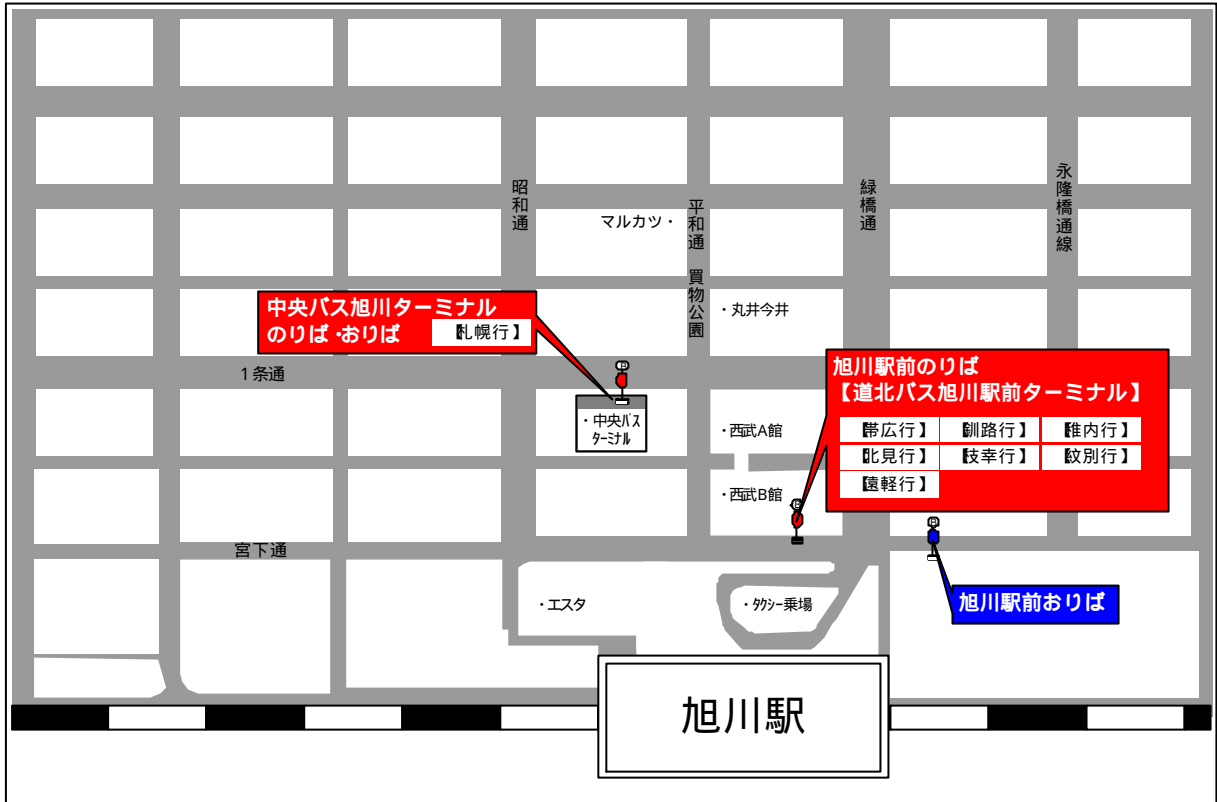 昭和通
平和通 買物公園
緑橋通
永隆橋通線
マルカツ・
・丸井今井
中央バス旭川ターミナル
のりば・おりば 【札幌行】
1条通
・中央バス
ターミナル
・西武A館
・西武B館
旭川駅前のりば
【道北バス旭川駅前ターミナル】
【帯広行】 【釧路行】 【稚内行】
【北見行】 【枝幸行】 【紋別行】
【遠軽行】
宮下通
・エスタ
・タクシー乗場
旭川駅前おりば
旭川駅